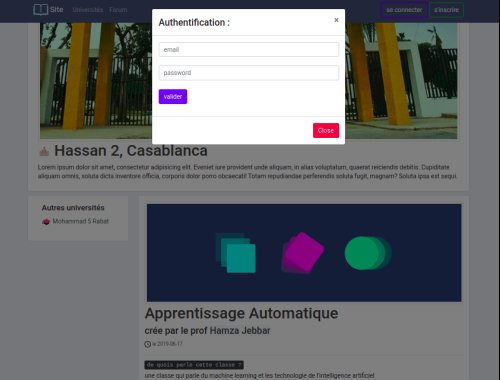 Site Universités Forum se connecter s'inscrire
Authentification : ×
email
password
valider
Close
Hassan 2, Casablanca
Lorem ipsum dolor sit amet, consectetur adipisicing elit. Eveniet iure provident unde aliquam, in alias voluptatum, quaerat reiciendis debitis. Cupiditate
aliquam omnis, soluta dicta inventore officia, corporis dolor porro obcaecati! Totam repudiandae perferendis soluta fugit, magnam? Soluta ipsa est sequi.
Autres universités
Mohammad 5 Rabat
Apprentissage Automatique
crée par le prof Hamza Jebbar
le 2019-06-17
de quois parle cette classe ?
une classe qui parle du machine learning et les technologie de l'intelligence artificiel